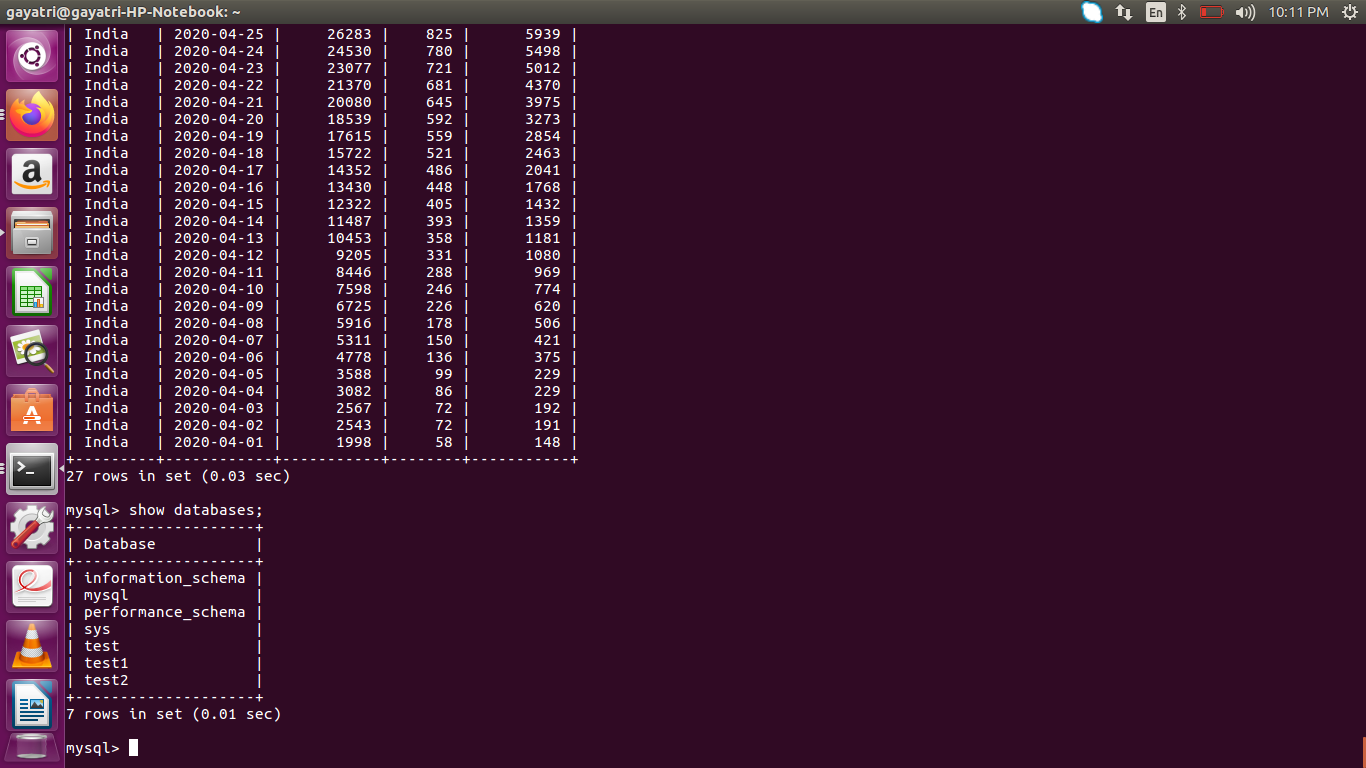 gayatri@gayatri-HP-Notebook: ~ En 10:11 PM
| India   | 2020-04-25 |     26283 |    825 |      5939 |
| India   | 2020-04-24 |     24530 |    780 |      5498 |
| India   | 2020-04-23 |     23077 |    721 |      5012 |
| India   | 2020-04-22 |     21370 |    681 |      4370 |
| India   | 2020-04-21 |     20080 |    645 |      3975 |
| India   | 2020-04-20 |     18539 |    592 |      3273 |
| India   | 2020-04-19 |     17615 |    559 |      2854 |
| India   | 2020-04-18 |     15722 |    521 |      2463 |
| India   | 2020-04-17 |     14352 |    486 |      2041 |
| India   | 2020-04-16 |     13430 |    448 |      1768 |
| India   | 2020-04-15 |     12322 |    405 |      1432 |
| India   | 2020-04-14 |     11487 |    393 |      1359 |
| India   | 2020-04-13 |     10453 |    358 |      1181 |
| India   | 2020-04-12 |      9205 |    331 |      1080 |
| India   | 2020-04-11 |      8446 |    288 |       969 |
| India   | 2020-04-10 |      7598 |    246 |       774 |
| India   | 2020-04-09 |      6725 |    226 |       620 |
| India   | 2020-04-08 |      5916 |    178 |       506 |
| India   | 2020-04-07 |      5311 |    150 |       421 |
| India   | 2020-04-06 |      4778 |    136 |       375 |
| India   | 2020-04-05 |      3588 |     99 |       229 |
| India   | 2020-04-04 |      3082 |     86 |       229 |
| India   | 2020-04-03 |      2567 |     72 |       192 |
| India   | 2020-04-02 |      2543 |     72 |       191 |
| India   | 2020-04-01 |      1998 |     58 |       148 |
+---------+------------+-----------+--------+-----------+
27 rows in set (0.03 sec)
mysql> show databases;
+--------------------+
| Database           |
+--------------------+
| information_schema |
| mysql              |
| performance_schema |
| sys                |
| test               |
| test1              |
| test2              |
+--------------------+
7 rows in set (0.01 sec)
mysql>